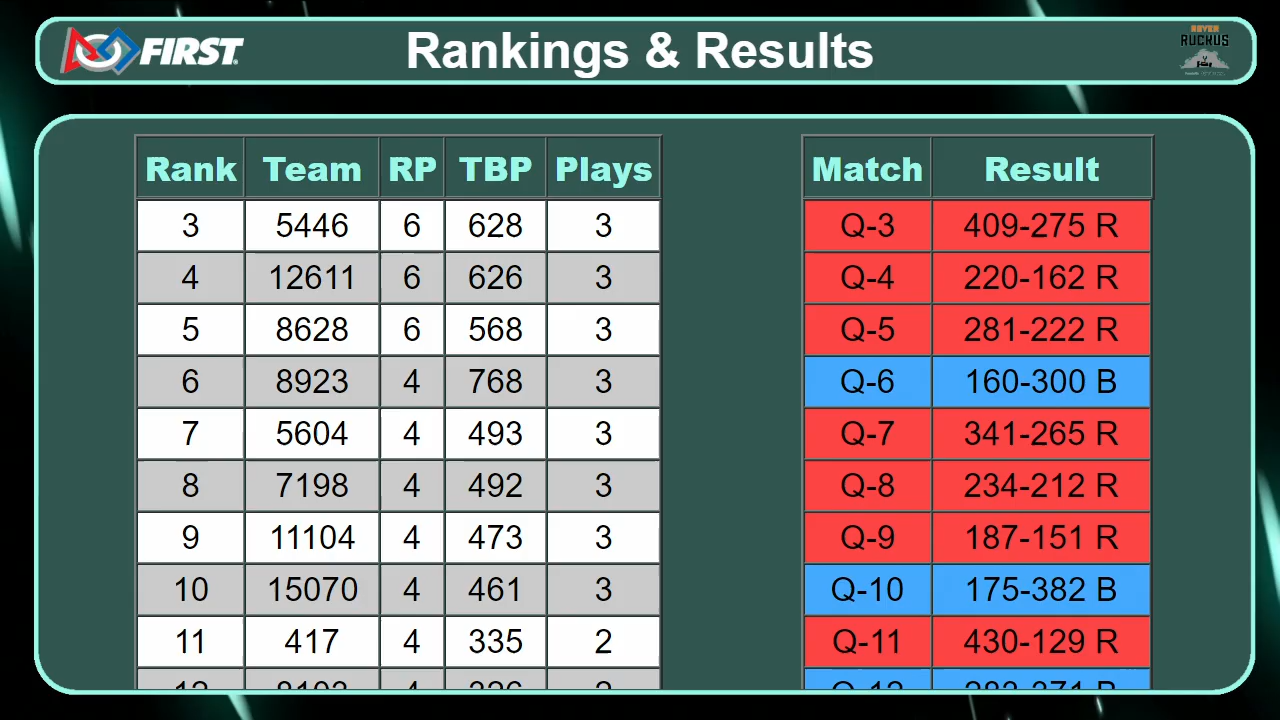 FIRST®
Rankings & Results
ROVER
RUCKUS
Rank Team RP TBP Plays
3 5446 6 628 3
4 12611 6 626 3
5 8628 6 568 3
6 8923 4 768 3
7 5604 4 493 3
8 7198 4 492 3
9 11104 4 473 3
10 15070 4 461 3
11 417 4 335 2
Match Result
Q-3 409-275 R
Q-4 220-162 R
Q-5 281-222 R
Q-6 160-300 B
Q-7 341-265 R
Q-8 234-212 R
Q-9 187-151 R
Q-10 175-382 B
Q-11 430-129 R